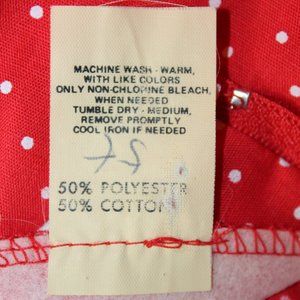 MACHINE WASH - WARM,
WITH LIKE COLORS
ONLY NON-CHLORINE BLEACH,
WHEN NEEDED
TUMBLE DRY - MEDIUM,
REMOVE PROMPTLY
COOL IRON IF NEEDED
50% POLYESTER
50% COTTON